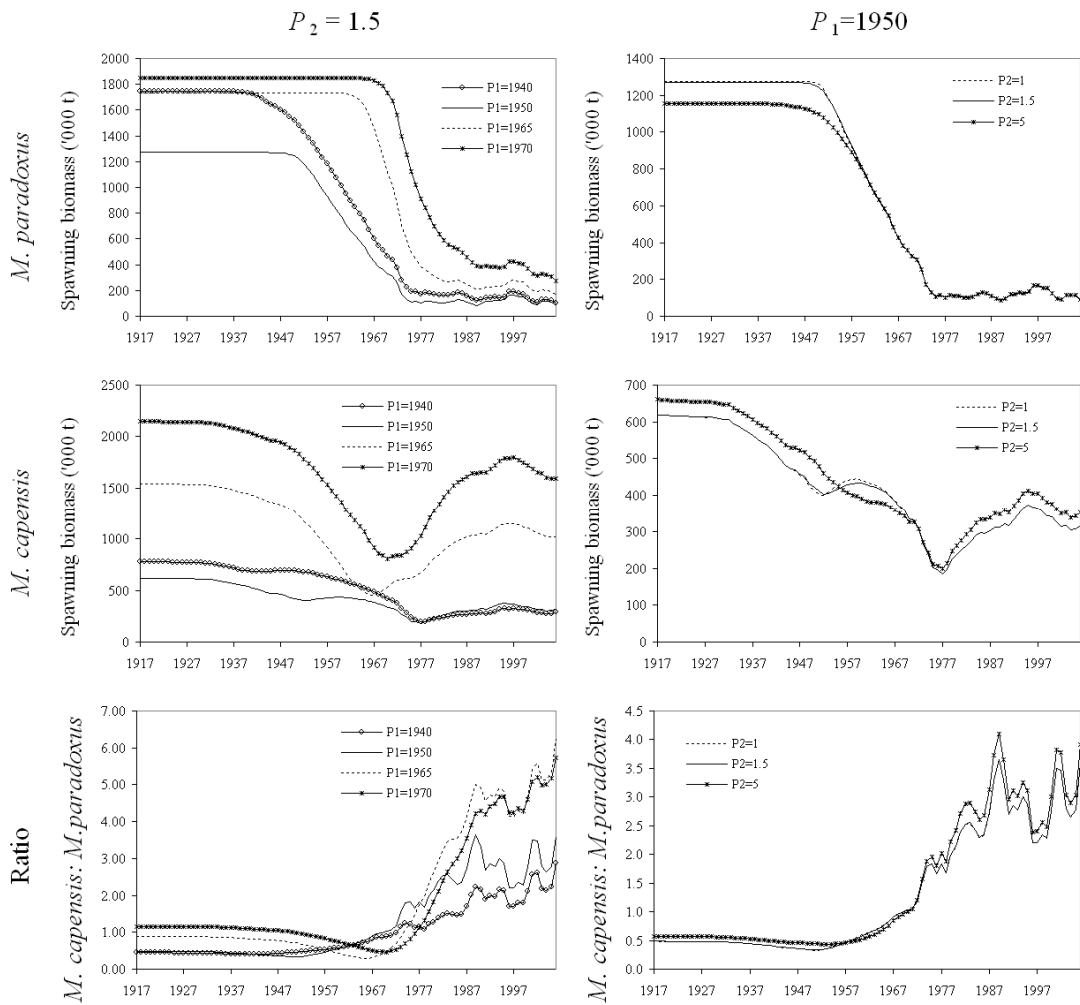 P2 = 1.5
P1=1950
M. paradoxus
Spawning biomass ('000 t)
2000
1800
1600
1400
1200
1000
800
600
400
200
0
P1=1940
P1=1950
P1=1965
P1=1970
1917 1927 1937 1947 1957 1967 1977 1987 1997
Spawning biomass ('000 t)
1400
1200
1000
800
600
400
200
0
P2=1
P2=1.5
P2=5
1917 1927 1937 1947 1957 1967 1977 1987 1997
M. capensis
Spawning biomass ('000 t)
2500
2000
1500
1000
500
0
P1=1940
P1=1950
P1=1965
P1=1970
1917 1927 1937 1947 1957 1967 1977 1987 1997
Spawning biomass ('000 t)
700
600
500
400
300
200
100
0
P2=1
P2=1.5
P2=5
1917 1927 1937 1947 1957 1967 1977 1987 1997
Ratio
M. capensis: M.paradoxus
7.00
6.00
5.00
4.00
3.00
2.00
1.00
0.00
P1=1940
P1=1950
P1=1965
P1=1970
1917 1927 1937 1947 1957 1967 1977 1987 1997
M. capensis: M.paradoxus
4.5
4.0
3.5
3.0
2.5
2.0
1.5
1.0
0.5
0.0
P2=1
P2=1.5
P2=5
1917 1927 1937 1947 1957 1967 1977 1987 1997